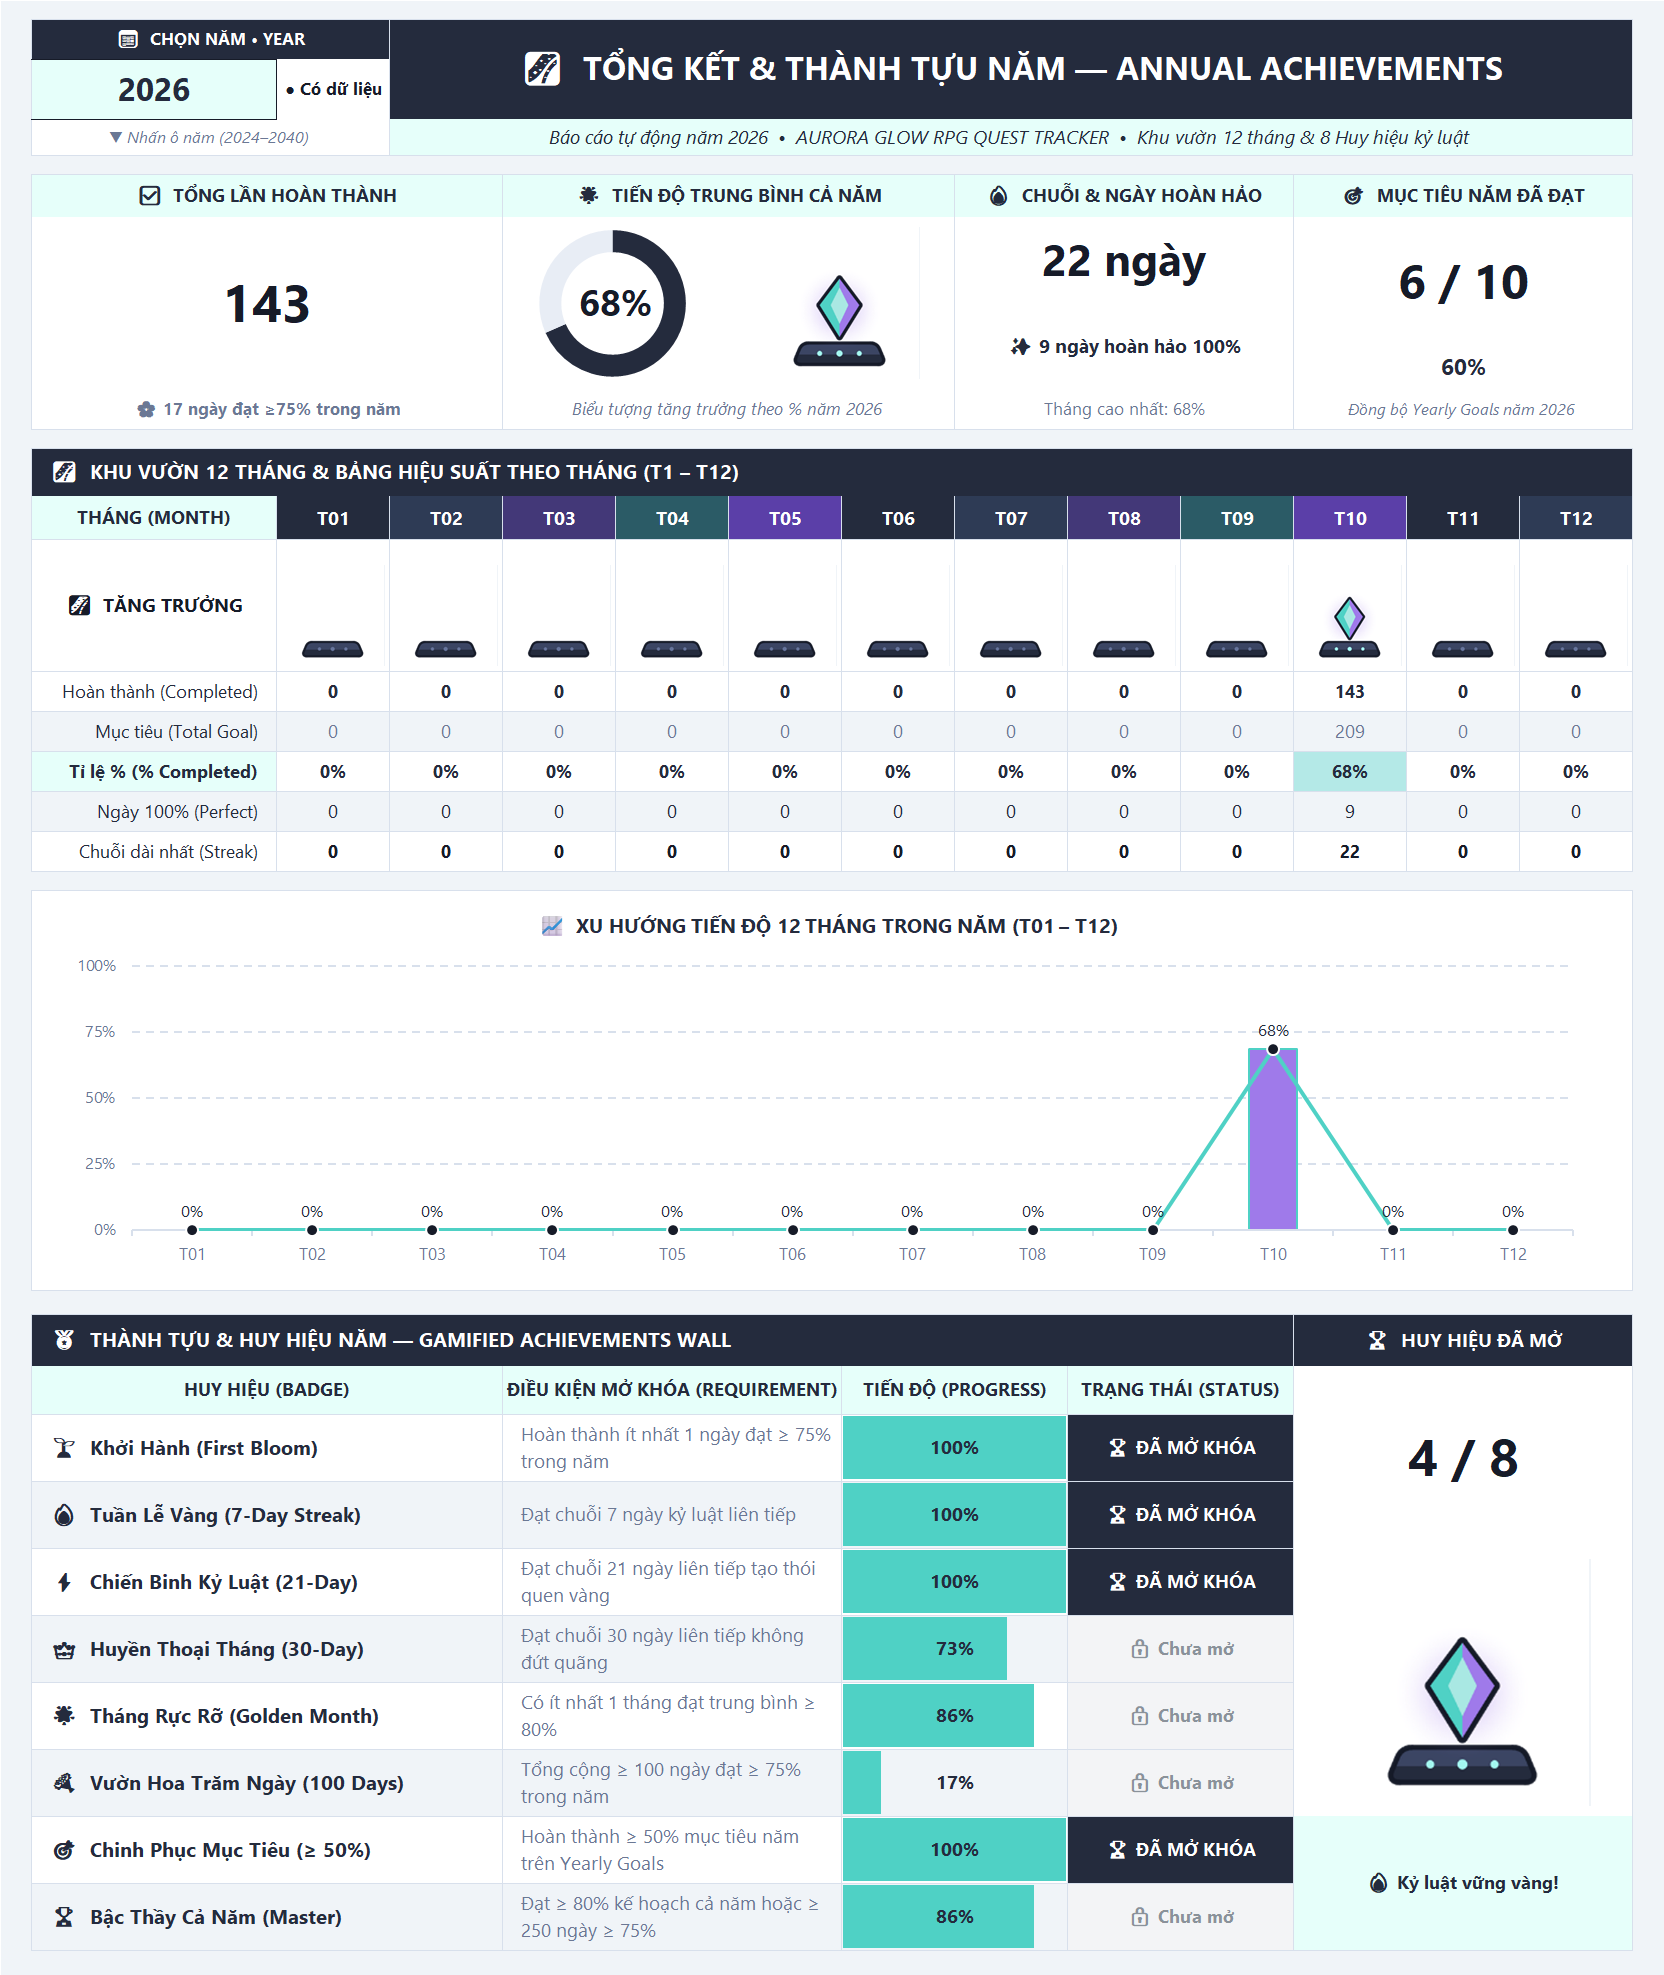 CHỌN NĂM • YEAR
2026
• Có dữ liệu
▼ Nhấn ô năm (2024–2040)
TỔNG KẾT & THÀNH TỰU NĂM — ANNUAL ACHIEVEMENTS
Báo cáo tự động năm 2026 • AURORA GLOW RPG QUEST TRACKER • Khu vườn 12 tháng & 8 Huy hiệu kỷ luật
TỔNG LẦN HOÀN THÀNH
143
17 ngày đạt ≥75% trong năm
TIẾN ĐỘ TRUNG BÌNH CẢ NĂM
68%
Biểu tượng tăng trưởng theo % năm 2026
CHUỖI & NGÀY HOÀN HẢO
22 ngày
9 ngày hoàn hảo 100%
Tháng cao nhất: 68%
MỤC TIÊU NĂM ĐÃ ĐẠT
6 / 10
60%
Đồng bộ Yearly Goals năm 2026
KHU VƯỜN 12 THÁNG & BẢNG HIỆU SUẤT THEO THÁNG (T1 – T12)
THÁNG (MONTH) T01 T02 T03 T04 T05 T06 T07 T08 T09 T10 T11 T12
TĂNG TRƯỞNG
Hoàn thành (Completed) 0 0 0 0 0 0 0 0 0 143 0 0
Mục tiêu (Total Goal) 0 0 0 0 0 0 0 0 0 209 0 0
Tỉ lệ % (% Completed) 0% 0% 0% 0% 0% 0% 0% 0% 0% 68% 0% 0%
Ngày 100% (Perfect) 0 0 0 0 0 0 0 0 0 9 0 0
Chuỗi dài nhất (Streak) 0 0 0 0 0 0 0 0 0 22 0 0
XU HƯỚNG TIẾN ĐỘ 12 THÁNG TRONG NĂM (T01 – T12)
100%
75%
50%
25%
0%
0% 0% 0% 0% 0% 0% 0% 0% 0% 68% 0% 0%
T01 T02 T03 T04 T05 T06 T07 T08 T09 T10 T11 T12
THÀNH TỰU & HUY HIỆU NĂM — GAMIFIED ACHIEVEMENTS WALL
HUY HIỆU (BADGE) ĐIỀU KIỆN MỞ KHÓA (REQUIREMENT) TIẾN ĐỘ (PROGRESS) TRẠNG THÁI (STATUS)
Khởi Hành (First Bloom)
Hoàn thành ít nhất 1 ngày đạt ≥ 75%
trong năm
100%
ĐÃ MỞ KHÓA
Tuần Lễ Vàng (7-Day Streak)
Đạt chuỗi 7 ngày kỷ luật liên tiếp
100%
ĐÃ MỞ KHÓA
Chiến Binh Kỷ Luật (21-Day)
Đạt chuỗi 21 ngày liên tiếp tạo thói
quen vàng
100%
ĐÃ MỞ KHÓA
Huyền Thoại Tháng (30-Day)
Đạt chuỗi 30 ngày liên tiếp không
đứt quãng
73%
Chưa mở
Tháng Rực Rỡ (Golden Month)
Có ít nhất 1 tháng đạt trung bình ≥
80%
86%
Chưa mở
Vườn Hoa Trăm Ngày (100 Days)
Tổng cộng ≥ 100 ngày đạt ≥ 75%
trong năm
17%
Chưa mở
Chinh Phục Mục Tiêu (≥ 50%)
Hoàn thành ≥ 50% mục tiêu năm
trên Yearly Goals
100%
ĐÃ MỞ KHÓA
Bậc Thầy Cả Năm (Master)
Đạt ≥ 80% kế hoạch cả năm hoặc ≥
250 ngày ≥ 75%
86%
Chưa mở
HUY HIỆU ĐÃ MỞ
4 / 8
Kỷ luật vững vàng!